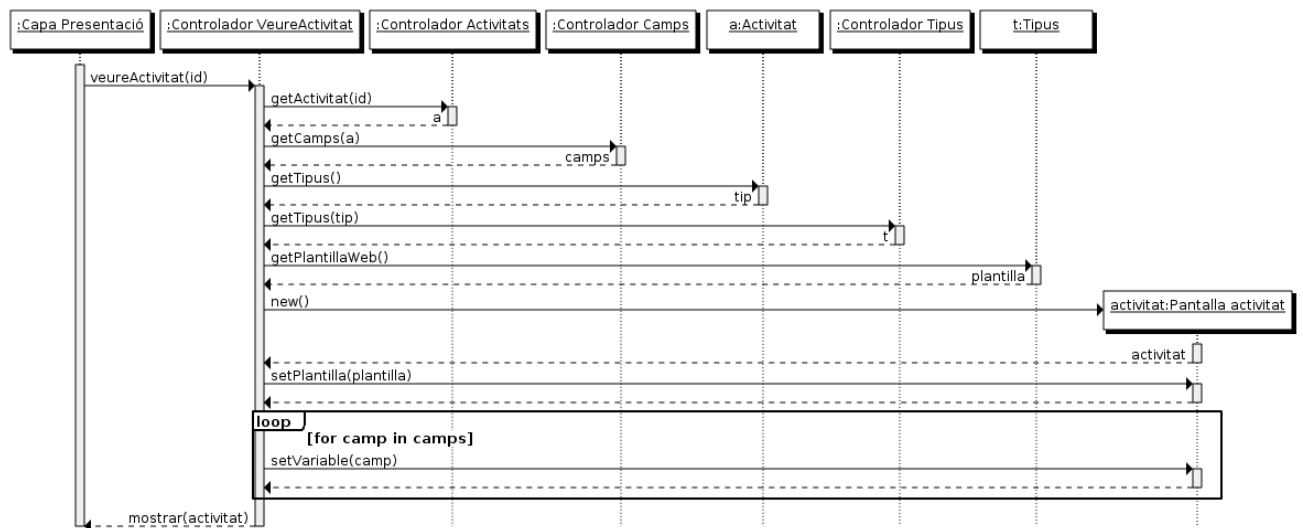 :Capa Presentació :Controlador VeureActivitat :Controlador Activitats :Controlador Camps a:Activitat :Controlador Tipus t:Tipus
veureActivitat(id)
getActivitat(id)
a
getCamps(a)
camps
getTipus()
tip
getTipus(tip)
t
getPlantillaWeb()
plantilla
new()
activitat:Pantalla activitat
activitat
setPlantilla(plantilla)
loop
[for camp in camps]
setVariable(camp)
mostrar(activitat)